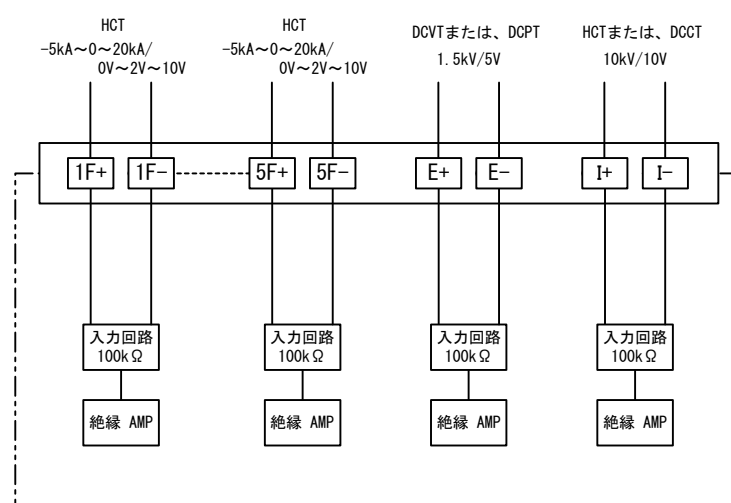 HCT
-5kA～0～20kA/
0V～2V～10V
HCT
-5kA～0～20kA/
0V～2V～10V
DCVTまたは、DCPT
1.5kV/5V
HCTまたは、DCCT
10kV/10V
1F+
1F-
5F+
5F-
E+
E-
I+
I-
入力回路
100kΩ
入力回路
100kΩ
入力回路
100kΩ
入力回路
100kΩ
絶縁 AMP
絶縁 AMP
絶縁 AMP
絶縁 AMP